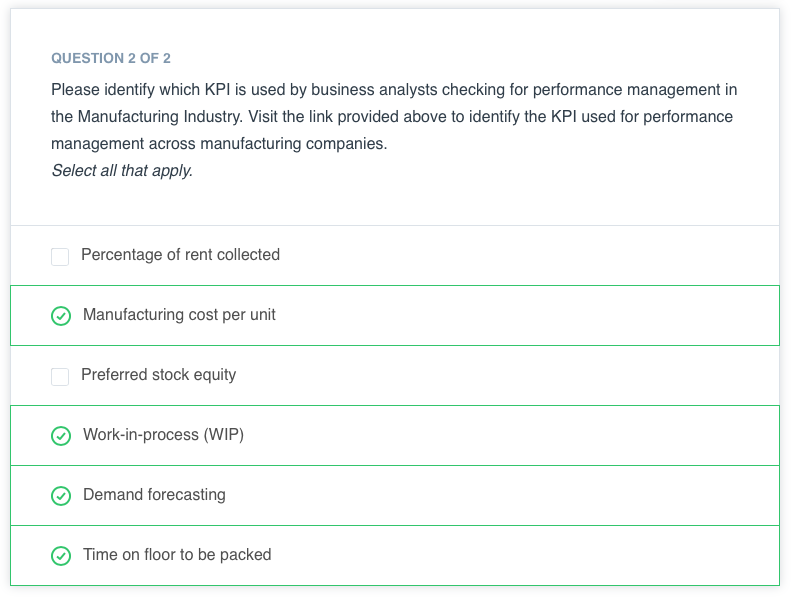 QUESTION 2 OF 2
Please identify which KPI is used by business analysts checking for performance management in
the Manufacturing Industry. Visit the link provided above to identify the KPI used for performance
management across manufacturing companies.
Select all that apply.
Percentage of rent collected
Manufacturing cost per unit
Preferred stock equity
Work-in-process (WIP)
Demand forecasting
Time on floor to be packed